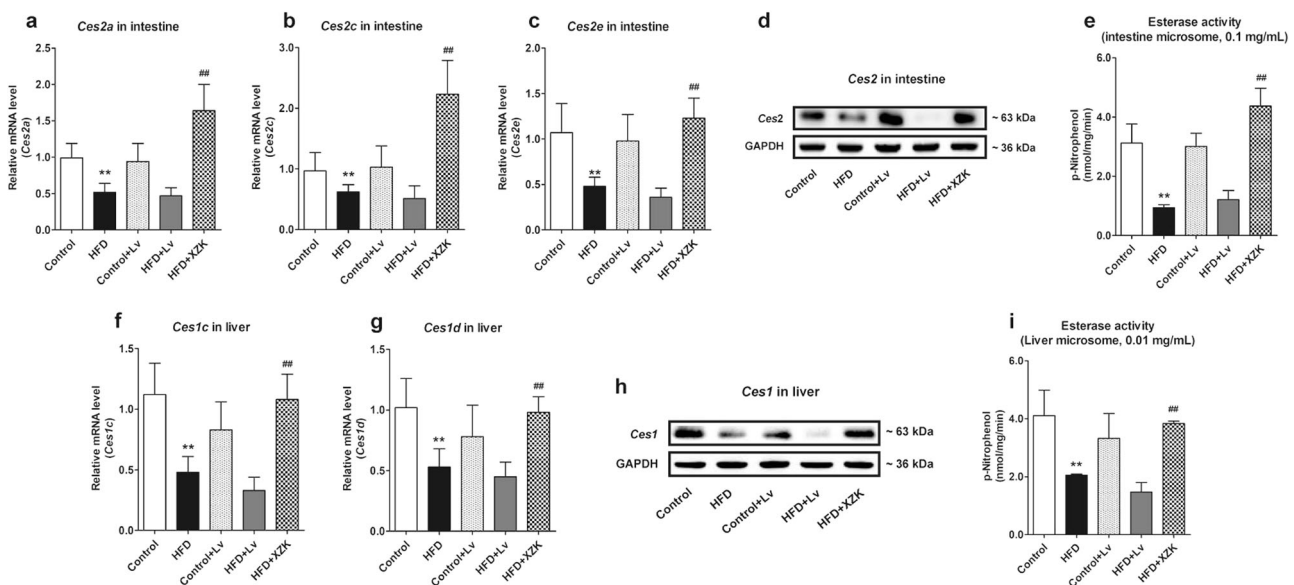 a
Ces2a in intestine
Relative mRNA level
(Ces2a)
2.5
2.0
1.5
1.0
0.5
0.0
**
##
Control
HFD
Control+Lv
HFD+Lv
HFD+XZK
b
Ces2c in intestine
Relative mRNA level
(Ces2c)
3.0
2.0
1.0
0.0
**
##
Control
HFD
Control+Lv
HFD+Lv
HFD+XZK
c
Ces2e in intestine
Relative mRNA level
(Ces2e)
2.0
1.5
1.0
0.5
0.0
**
##
Control
HFD
Control+Lv
HFD+Lv
HFD+XZK
d
Ces2 in intestine
Ces2
~ 63 kDa
GAPDH
~ 36 kDa
Control
HFD
Control+Lv
HFD+Lv
HFD+XZK
e
Esterase activity
(intestine microsome, 0.1 mg/mL)
p-Nitrophenol
(nmol/mg/min)
6.0
4.0
2.0
0.0
**
##
Control
HFD
Control+Lv
HFD+Lv
HFD+XZK
f
Ces1c in liver
Relative mRNA level
(Ces1c)
1.5
1.0
0.5
0.0
**
##
Control
HFD
Control+Lv
HFD+Lv
HFD+XZK
g
Ces1d in liver
Relative mRNA level
(Ces1d)
1.5
1.0
0.5
0.0
**
##
Control
HFD
Control+Lv
HFD+Lv
HFD+XZK
h
Ces1 in liver
Ces1
~ 63 kDa
GAPDH
~ 36 kDa
Control
HFD
Control+Lv
HFD+Lv
HFD+XZK
i
Esterase activity
(Liver microsome, 0.01 mg/mL)
p-Nitrophenol
(nmol/mg/min)
6.0
4.0
2.0
0.0
**
##
Control
HFD
Control+Lv
HFD+Lv
HFD+XZK